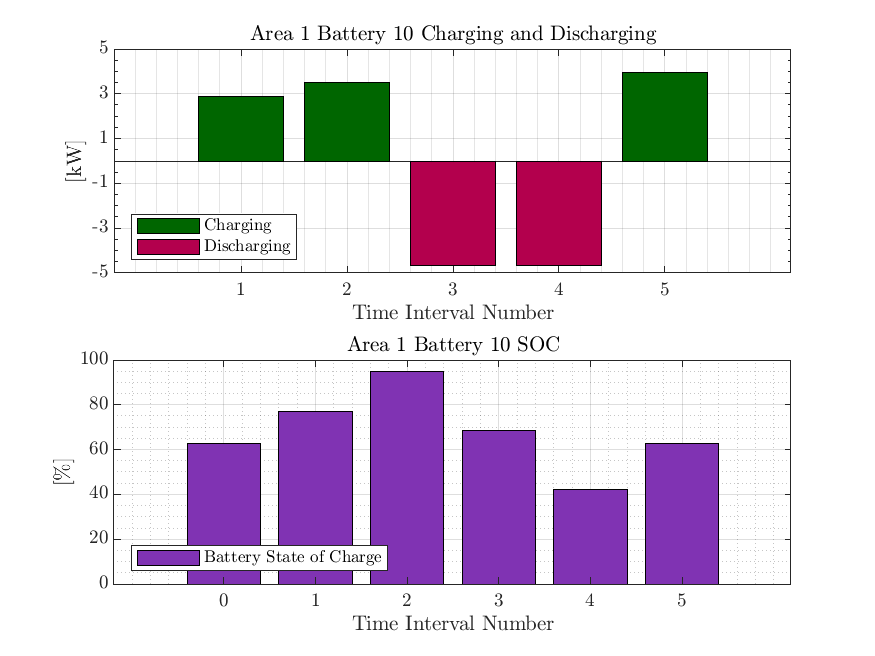 Area 1 Battery 10 Charging and Discharging
5
3
1
-1
-3
-5
[kW]
Charging
Discharging
1 2 3 4 5
Time Interval Number
Area 1 Battery 10 SOC
100
80
60
40
20
0
[%]
Battery State of Charge
0 1 2 3 4 5
Time Interval Number